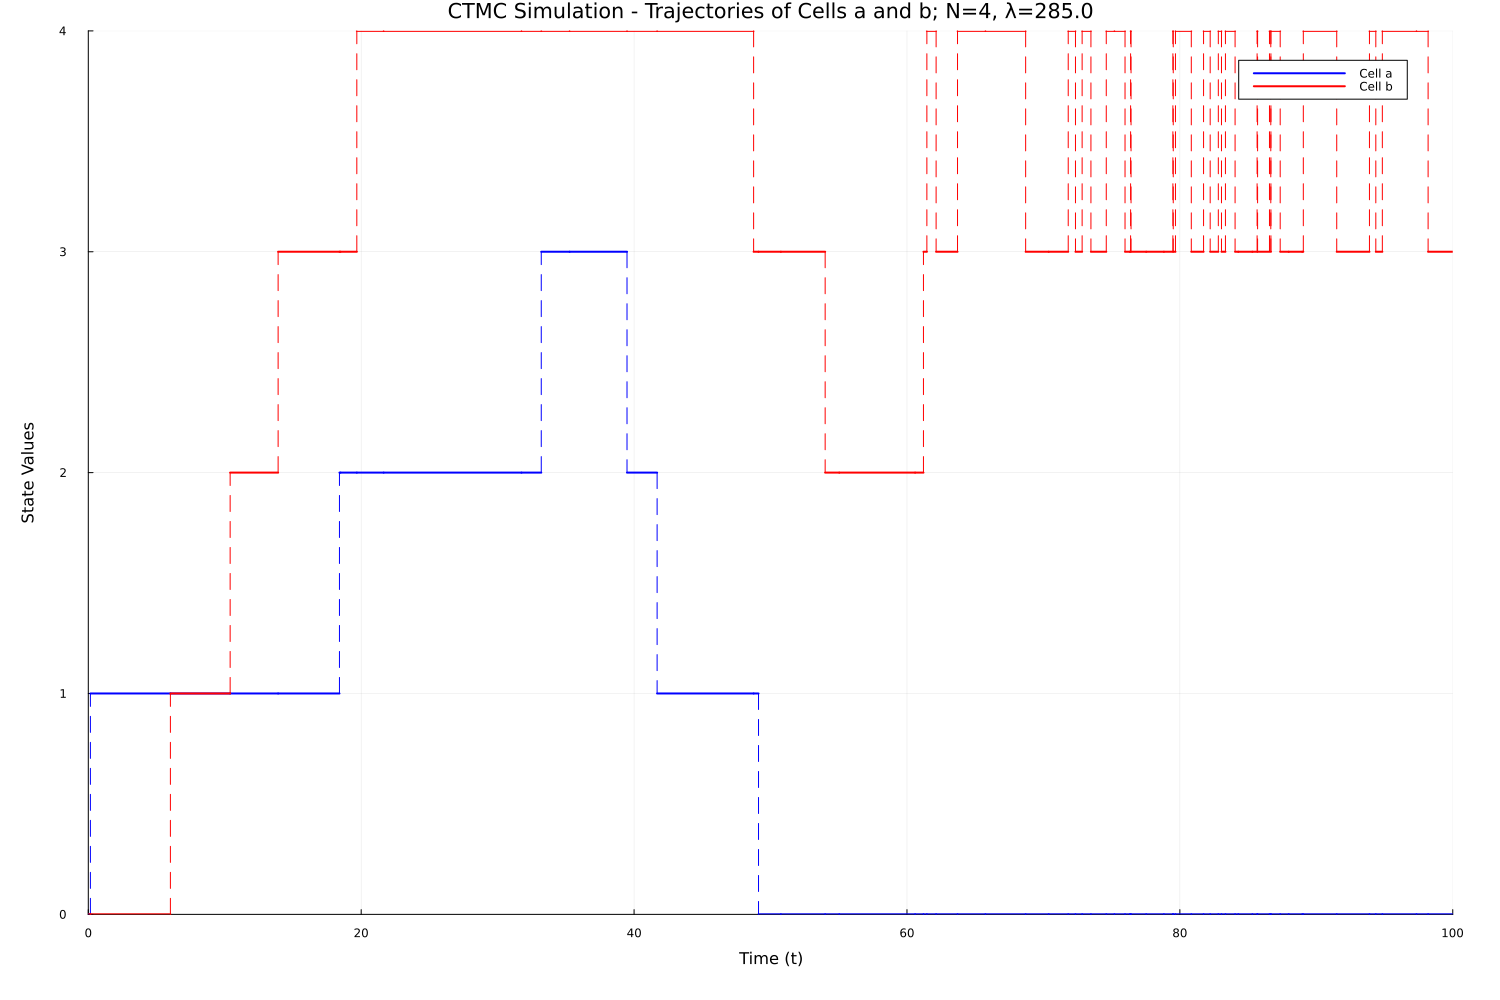 CTMC Simulation - Trajectories of Cells a and b; N=4, λ=285.0
4
Cell a
Cell b
3
State Values
2
1
0
0 20 40 60 80 100
Time (t)